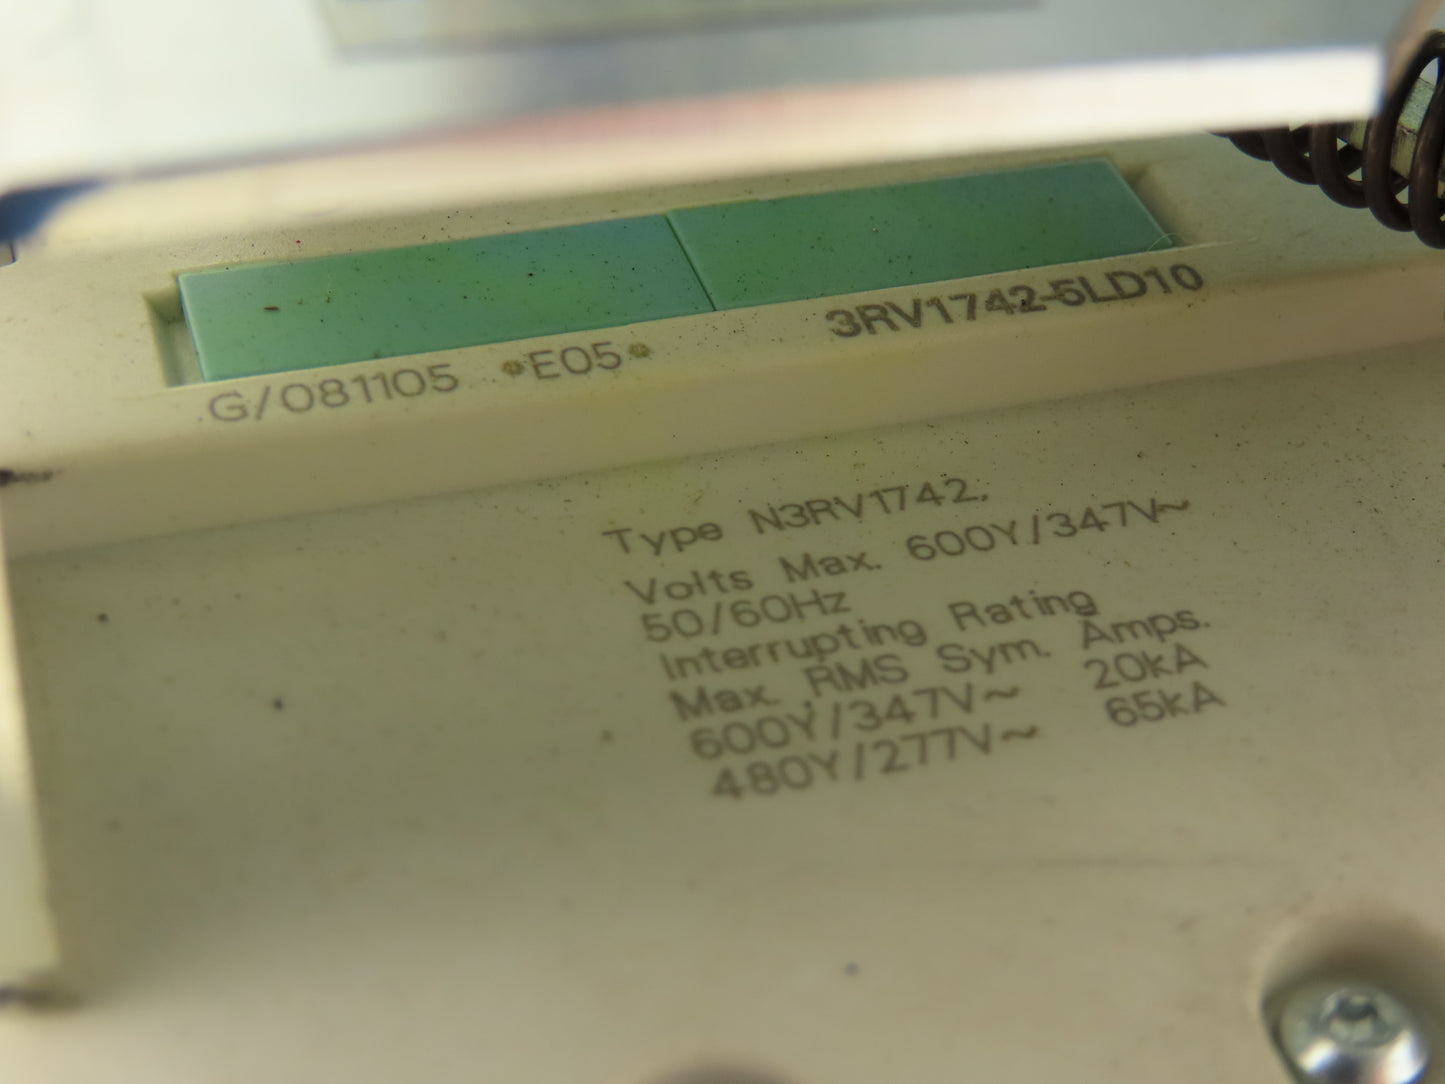 G/081105 *E05* 3RV1742-5LD10
Type N3RV1742.
Volts Max. 600Y/347V~
50/60Hz
Interrupting Rating
Max. RMS Sym. Amps.
600Y/347V~ 20kA
480Y/277V~ 65kA